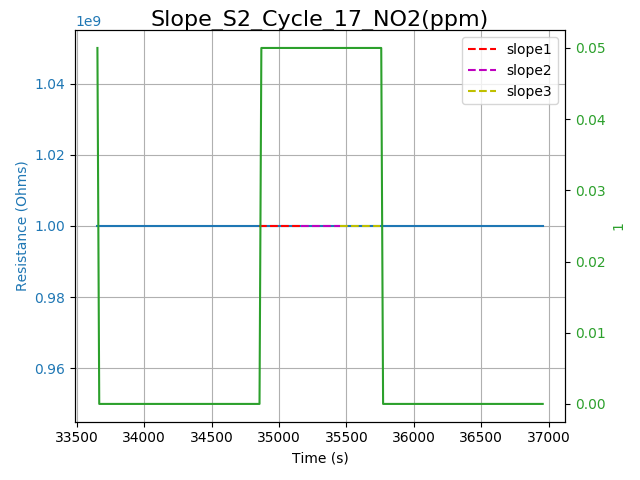 Slope_S2_Cycle_17_NO2(ppm)
1e9
slope1
slope2
slope3
1.04
1.02
1.00
0.98
0.96
Resistance (Ohms)
0.05
0.04
0.03
0.02
0.01
0.00
1
33500 34000 34500 35000 35500 36000 36500 37000
Time (s)